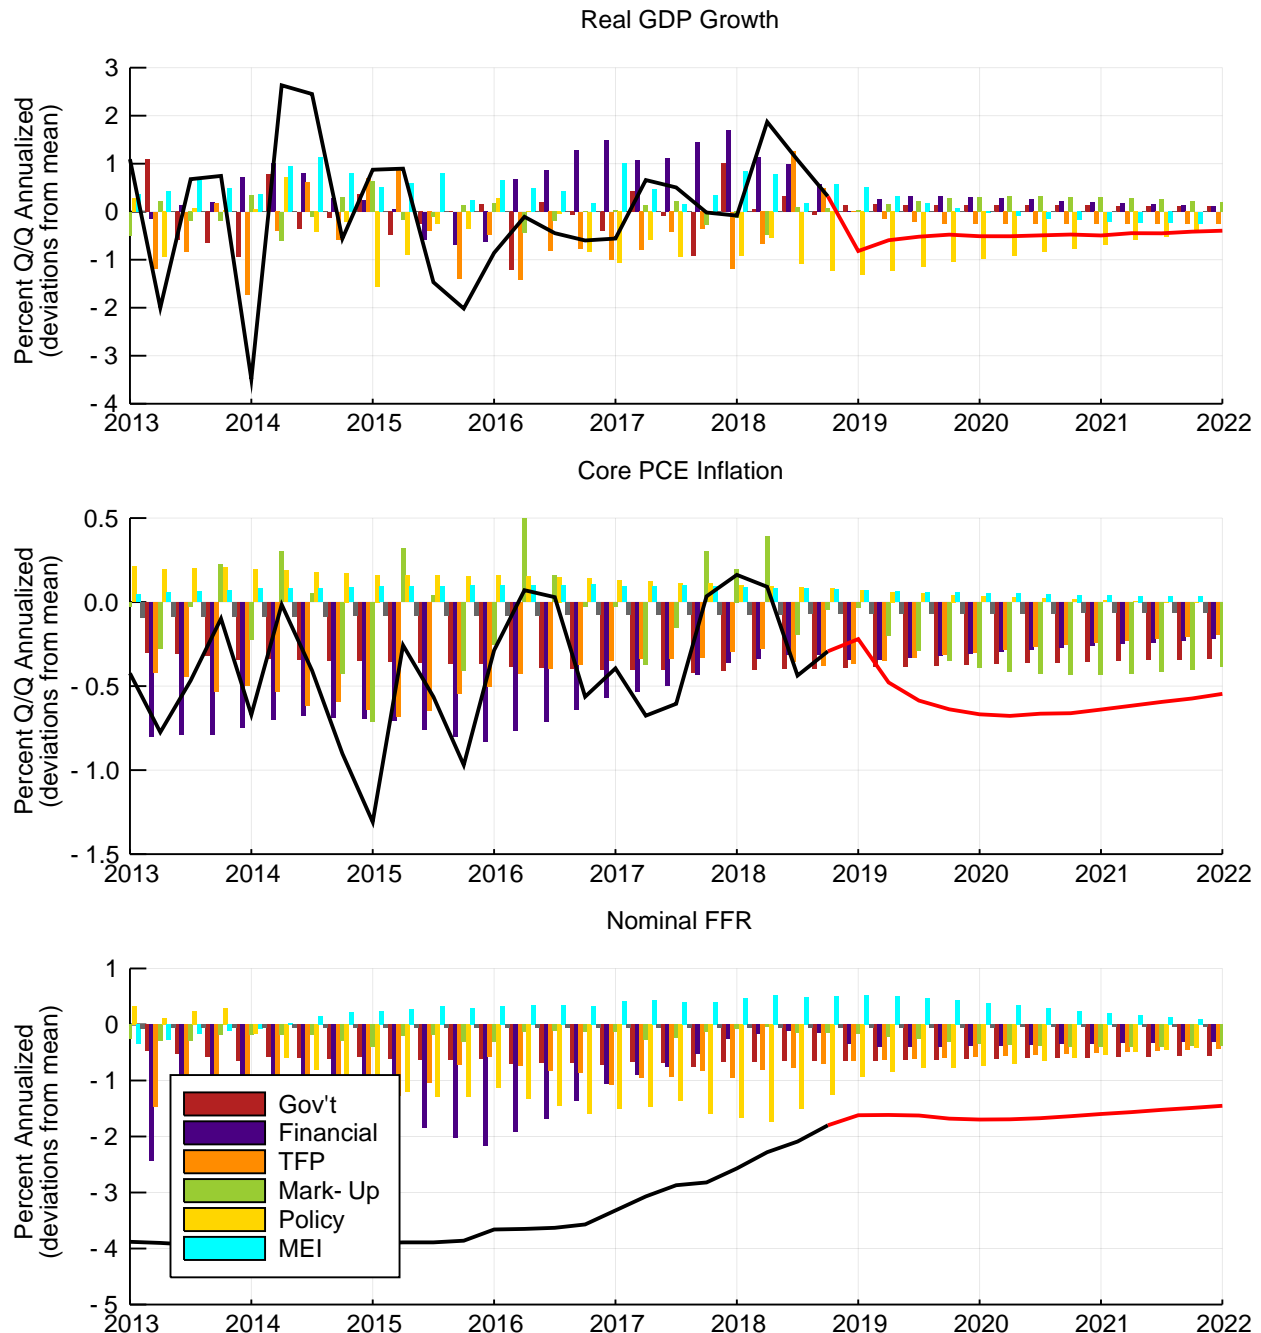 Real GDP Growth
Percent Q/Q Annualized
(deviations from mean)
3
2
1
0
- 1
- 2
- 3
- 4
2013 2014 2015 2016 2017 2018 2019 2020 2021 2022
Core PCE Inflation
Percent Q/Q Annualized
(deviations from mean)
0.5
0.0
- 0.5
- 1.0
- 1.5
2013 2014 2015 2016 2017 2018 2019 2020 2021 2022
Nominal FFR
Percent Annualized
(deviations from mean)
1
0
- 1
- 2
- 3
- 4
- 5
Gov't
Financial
TFP
Mark- Up
Policy
MEI
2013 2014 2015 2016 2017 2018 2019 2020 2021 2022